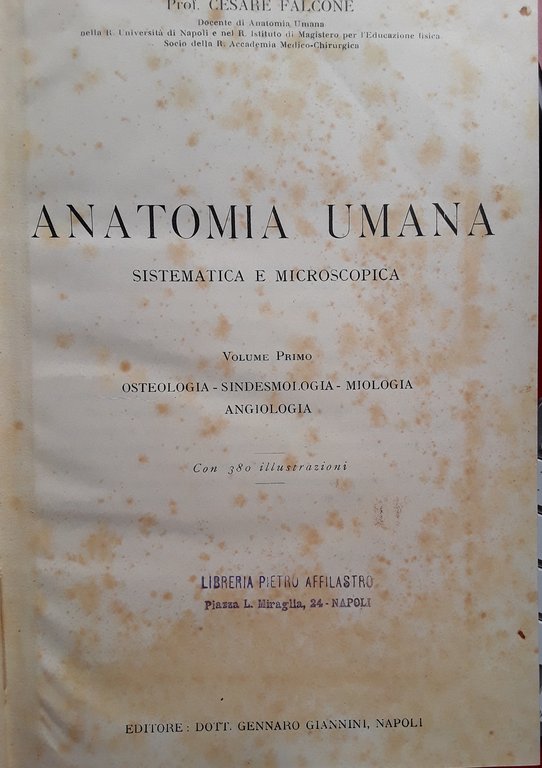 Prof. CESARE FALCONE
Docente di Anatomia Umana
nella R. Università di Napoli e nel R. Istituto di Magistero per l'Educazione fisica
Socio della R. Accademia Medico-Chirurgica
ANATOMIA UMANA
SISTEMATICA E MICROSCOPICA
VOLUME PRIMO
OSTEOLOGIA - SINDESMOLOGIA - MIOLOGIA
ANGIOLOGIA
Con 380 illustrazioni
LIBRERIA PIETRO AFFILASTRO
Piazza L. Miraglia, 24 - NAPOLI
EDITORE : DOTT. GENNARO GIANNINI, NAPOLI